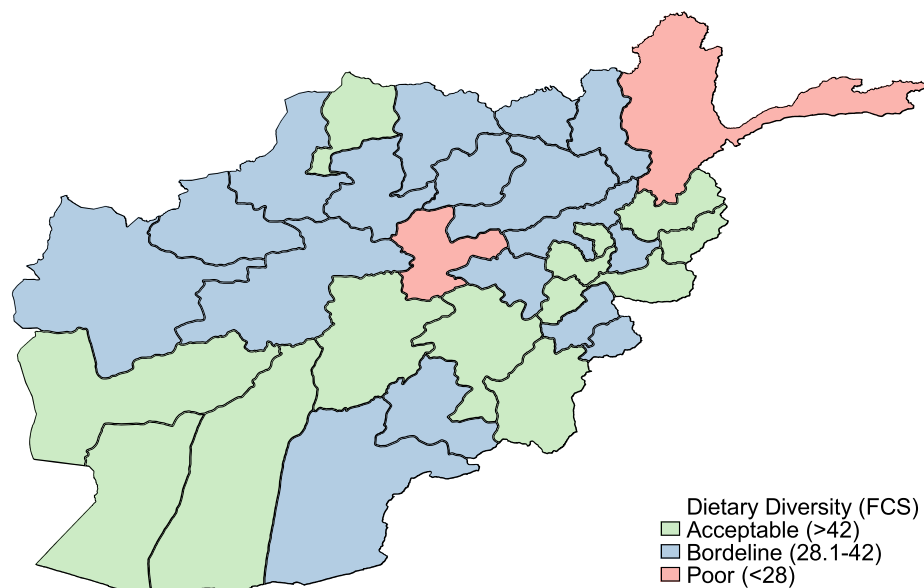 Dietary Diversity (FCS)
Acceptable (>42)
Bordeline (28.1-42)
Poor (<28)